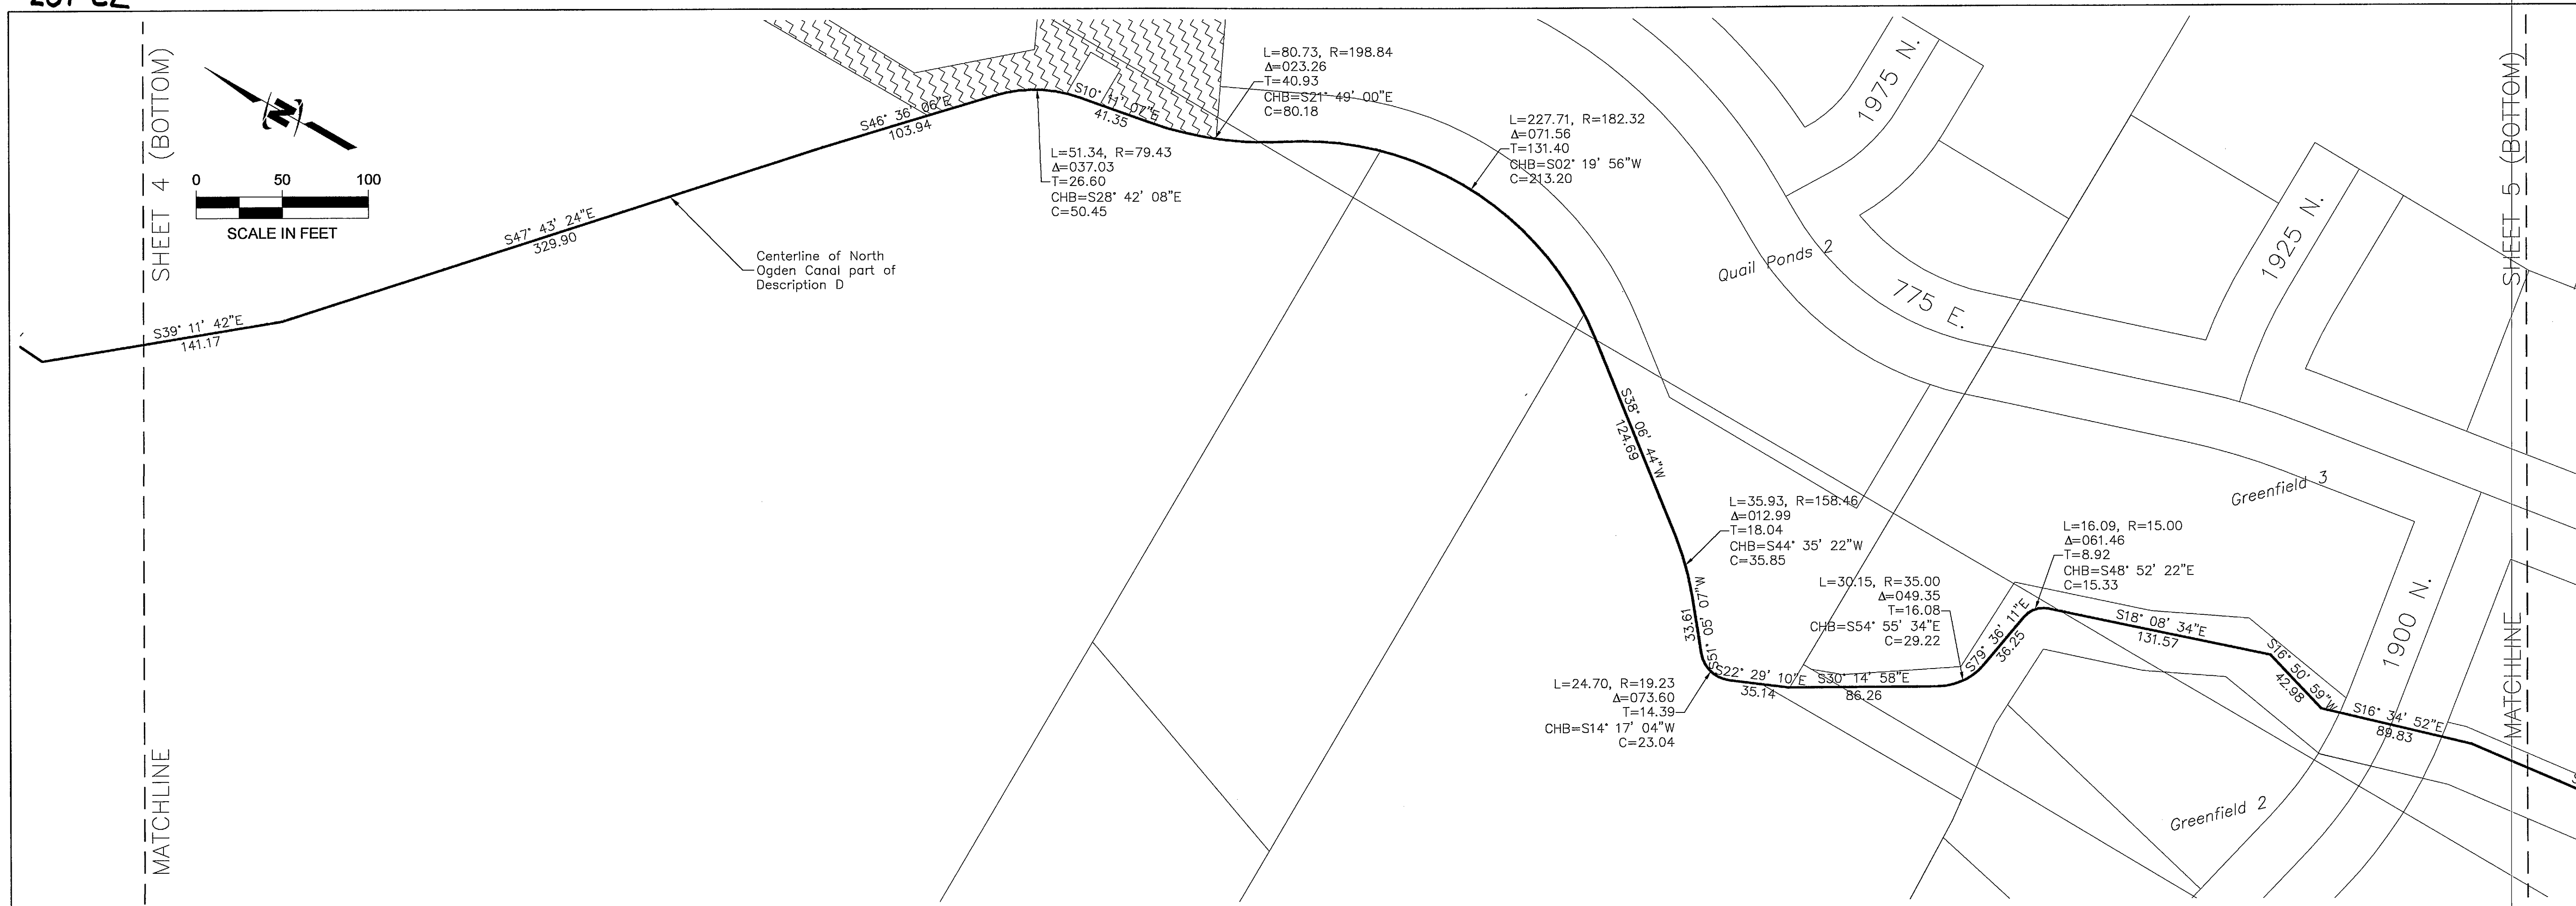 SHEET 4 (BOTTOM)
MATCHLINE
N
0 50 100
SCALE IN FEET
S39° 11' 42"E
141.17
S47° 43' 24"E
329.90
Centerline of North
Ogden Canal part of
Description D
S46° 36' 06"E
103.94
L=51.34, R=79.43
Δ=037.03
T=26.60
CHB=S28° 42' 08"E
C=50.45
S10° 11' 07"E
41.35
L=80.73, R=198.84
Δ=023.26
T=40.93
CHB=S21° 49' 00"E
C=80.18
L=227.71, R=182.32
Δ=071.56
T=131.40
CHB=S02° 19' 56"W
C=213.20
S38° 06' 44"W
124.69
L=35.93, R=158.46
Δ=012.99
T=18.04
CHB=S44° 35' 22"W
C=35.85
S51° 05' 07"W
33.61
L=24.70, R=19.23
Δ=073.60
T=14.39
CHB=S14° 17' 04"W
C=23.04
S22° 29' 10"E
35.14
S30° 14' 58"E
86.26
L=30.15, R=35.00
Δ=049.35
T=16.08
CHB=S54° 55' 34"E
C=29.22
S79° 36' 11"E
36.25
L=16.09, R=15.00
Δ=061.46
T=8.92
CHB=S48° 52' 22"E
C=15.33
S18° 08' 34"E
131.57
S16° 50' 59"W
42.98
S16° 34' 52"E
89.83
Quail Ponds 2
775 E.
1975 N.
1925 N.
Greenfield 3
1900 N.
Greenfield 2
SHEET 5 (BOTTOM)
MATCHLINE